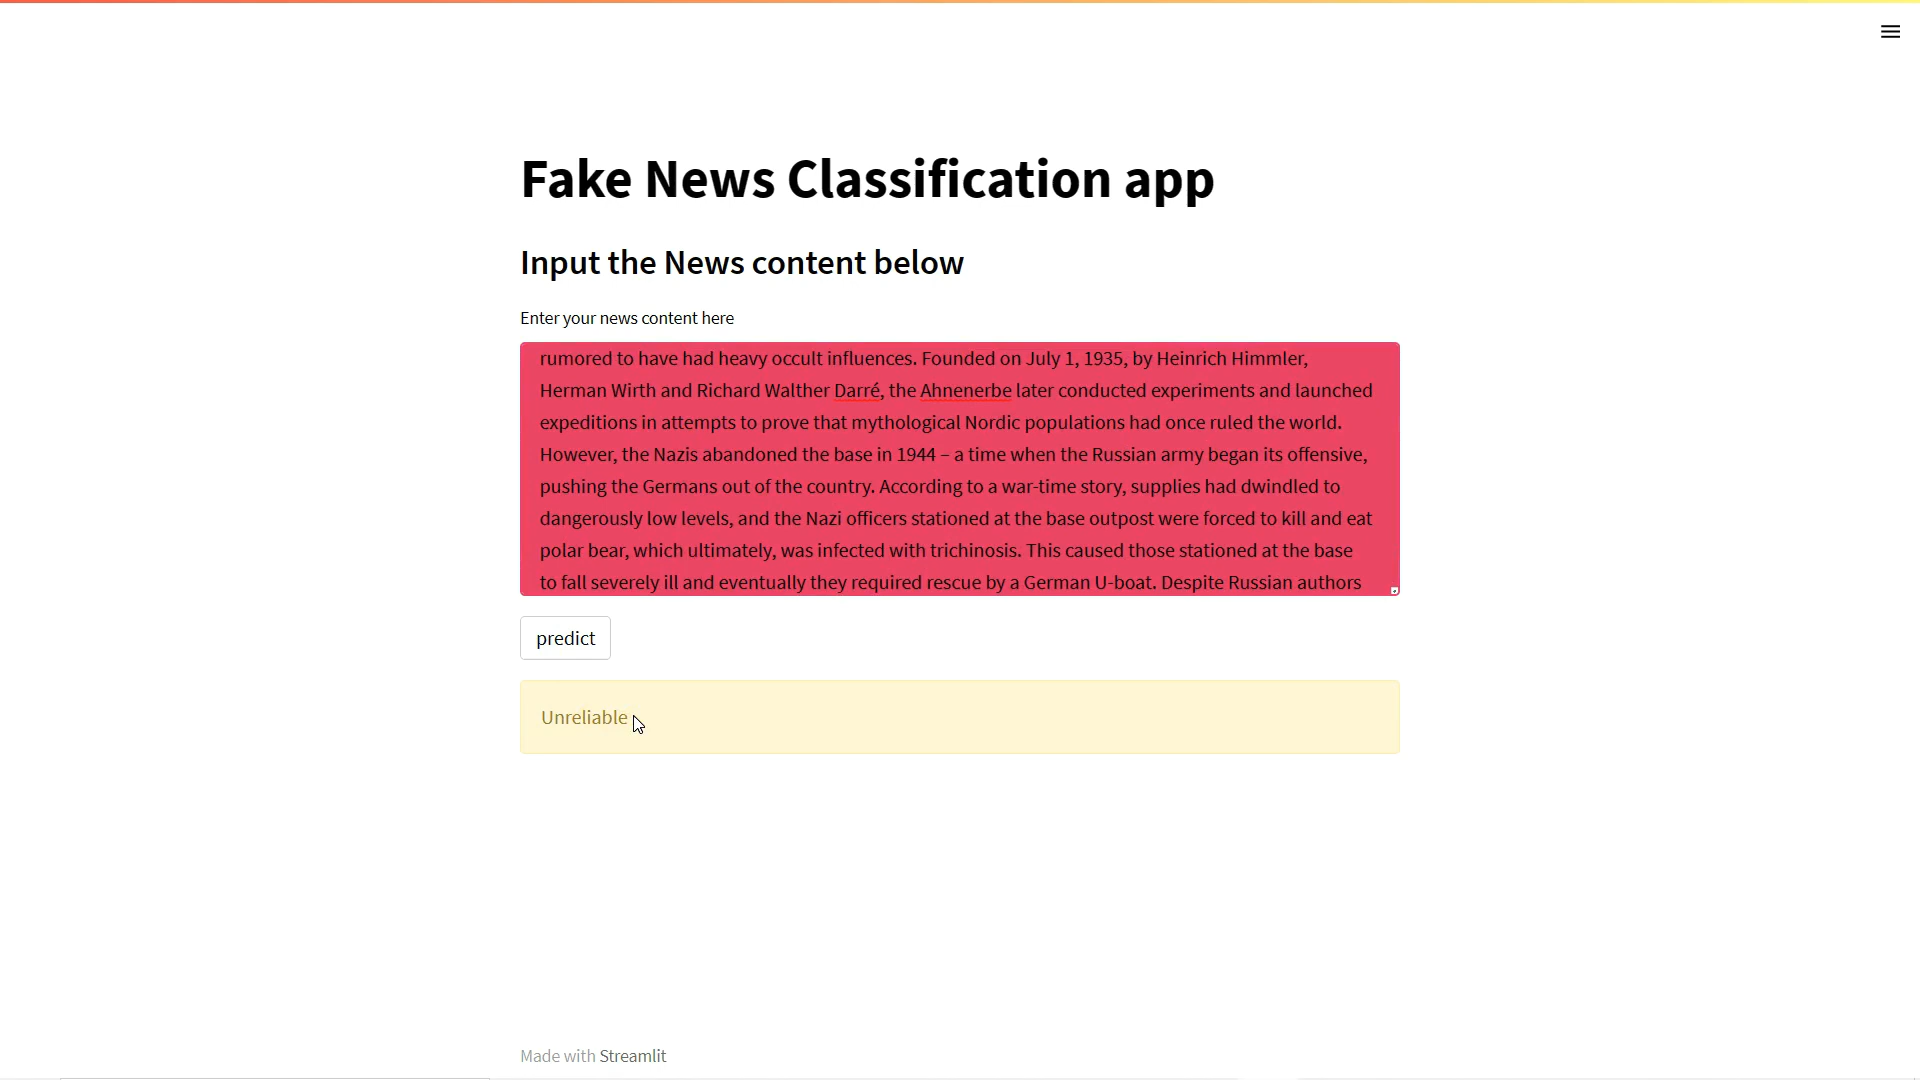 Fake News Classification app
Input the News content below
Enter your news content here
rumored to have had heavy occult influences. Founded on July 1, 1935, by Heinrich Himmler,
Herman Wirth and Richard Walther Darré, the Ahnenerbe later conducted experiments and launched
expeditions in attempts to prove that mythological Nordic populations had once ruled the world.
However, the Nazis abandoned the base in 1944 – a time when the Russian army began its offensive,
pushing the Germans out of the country. According to a war-time story, supplies had dwindled to
dangerously low levels, and the Nazi officers stationed at the base outpost were forced to kill and eat
polar bear, which ultimately, was infected with trichinosis. This caused those stationed at the base
to fall severely ill and eventually they required rescue by a German U-boat. Despite Russian authors
predict
Unreliable
Made with Streamlit